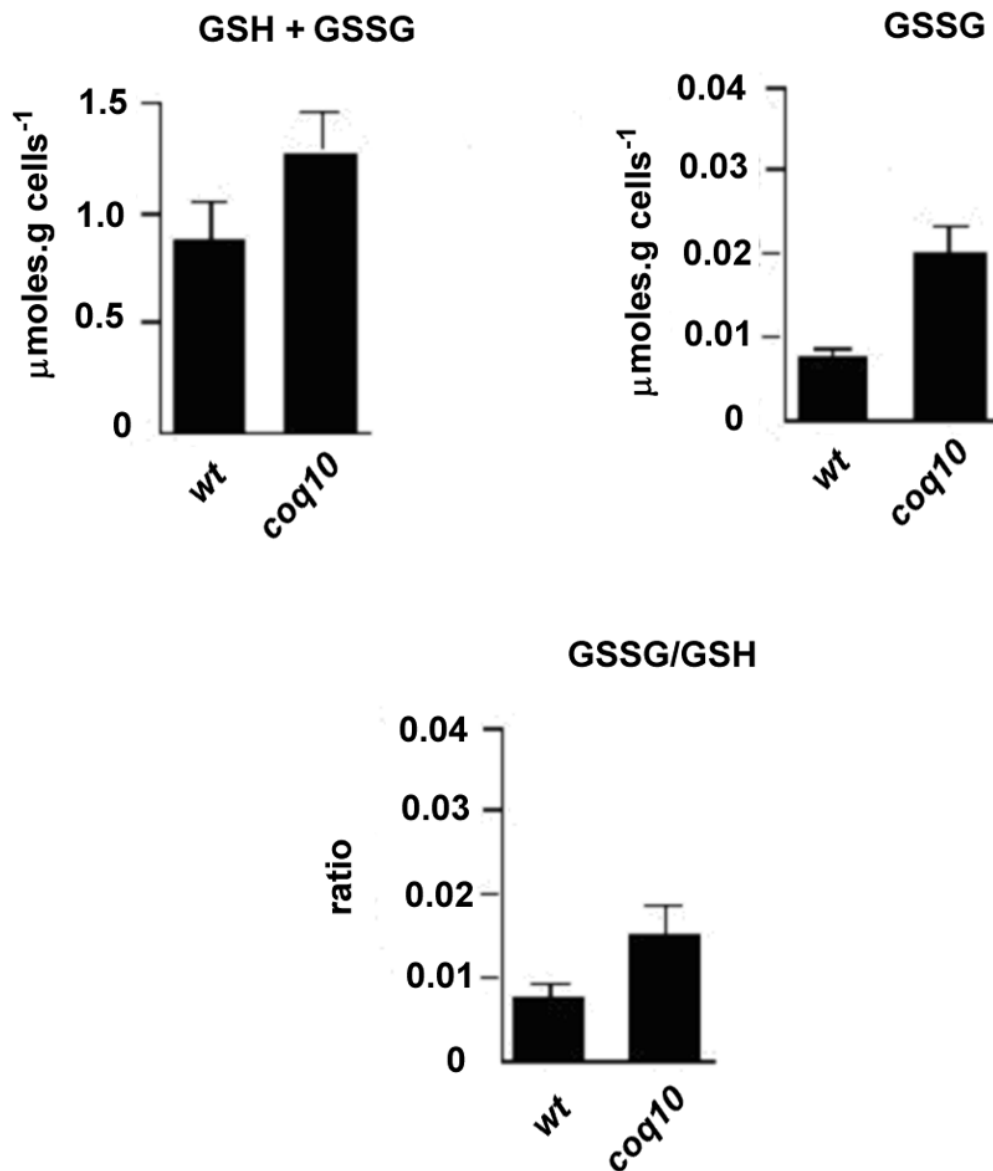 GSH + GSSG
μmoles.g cells⁻¹
1.5
1.0
0.5
0
wt
coq10
GSSG
μmoles.g cells⁻¹
0.04
0.03
0.02
0.01
0
wt
coq10
GSSG/GSH
ratio
0.04
0.03
0.02
0.01
0
wt
coq10